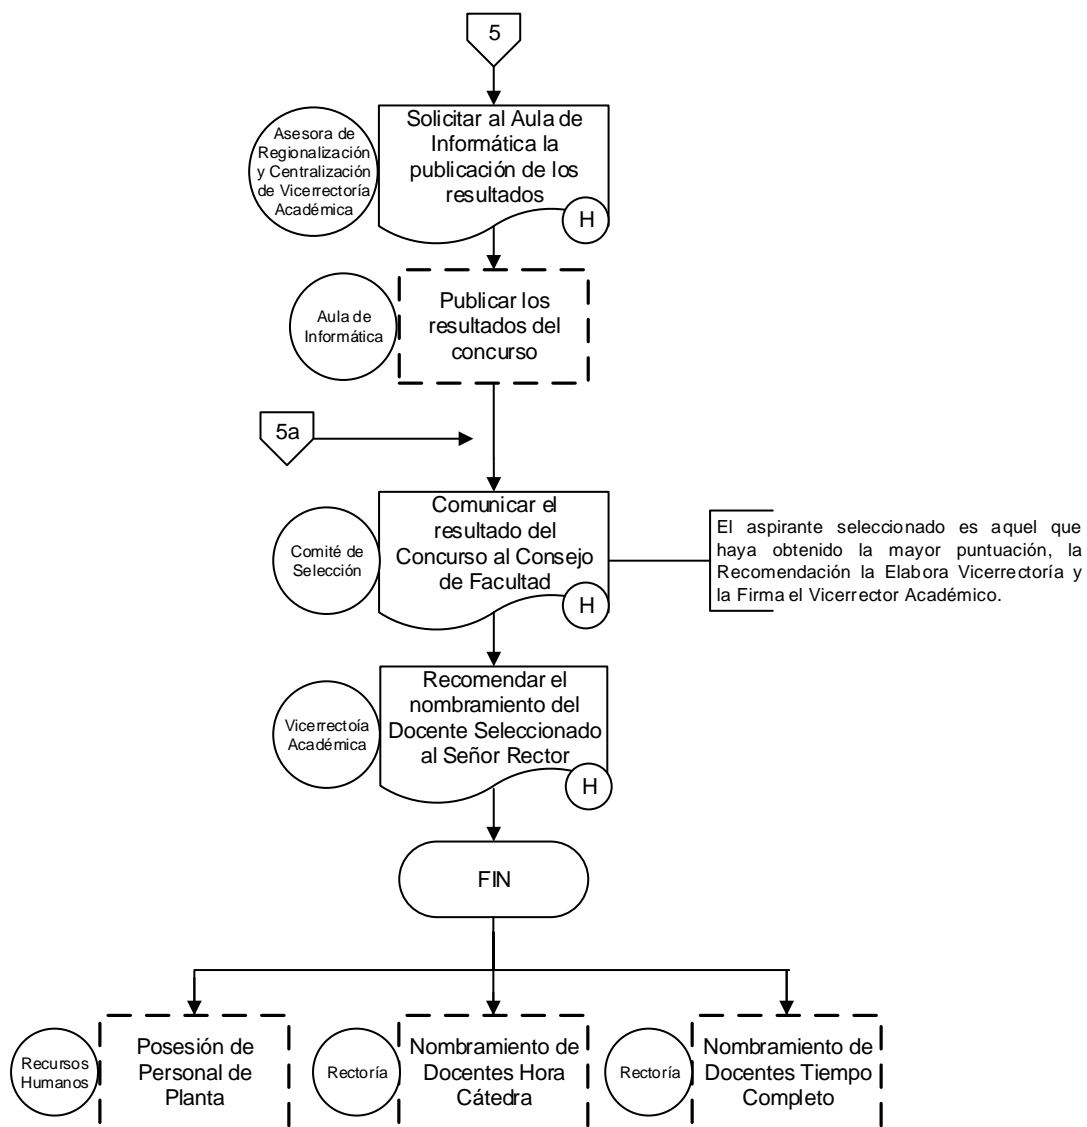 5
Asesora de
Regionalización
y Centralización
de Vicerrectoría
Académica
Solicitar al Aula de
Informática la
publicación de los
resultados
H
Aula de
Informática
Publicar los
resultados del
concurso
5a
Comité de
Selección
Comunicar el
resultado del
Concurso al Consejo
de Facultad
H
El aspirante seleccionado es aquel que
haya obtenido la mayor puntuación, la
Recomendación la Elabora Vicerrectoría y
la Firma el Vicerrector Académico.
Vicerrectoía
Académica
Recomendar el
nombramiento del
Docente Seleccionado
al Señor Rector
H
FIN
Recursos
Humanos
Posesión de
Personal de
Planta
Rectoría
Nombramiento de
Docentes Hora
Cátedra
Rectoría
Nombramiento de
Docentes Tiempo
Completo